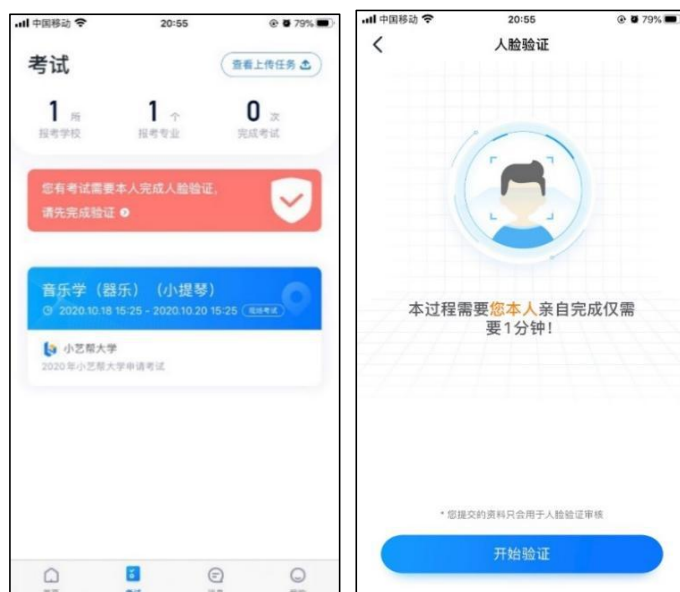 中国移动
20:55
79%
考试
查看上传任务
1 所
1 个
0 次
报考学校
报考专业
完成考试
您有考试需要本人完成人脸验证,
请先完成验证
音乐学（器乐）（小提琴）
2020.10.18 15:25 - 2020.10.20 15:25
小艺帮大学
2020年小艺帮大学申请考试
中国移动
20:55
79%
人脸验证
本过程需要您本人亲自完成仅需
要1分钟!
* 您提交的资料只会用于人脸验证审核
开始验证